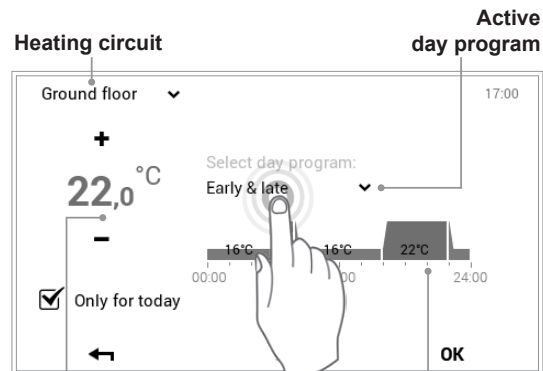 Heating circuit
Active
day program
Ground floor
17:00
22,0 °C
Select day program:
Early & late
16°C 16°C 22°C
00:00 24:00
Only for today
OK